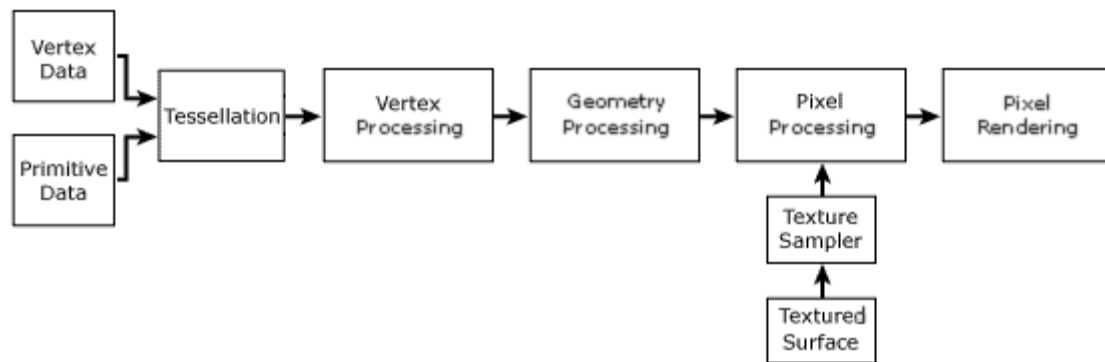 Vertex
Data
Primitive
Data
Tessellation
Vertex
Processing
Geometry
Processing
Pixel
Processing
Pixel
Rendering
Texture
Sampler
Textured
Surface